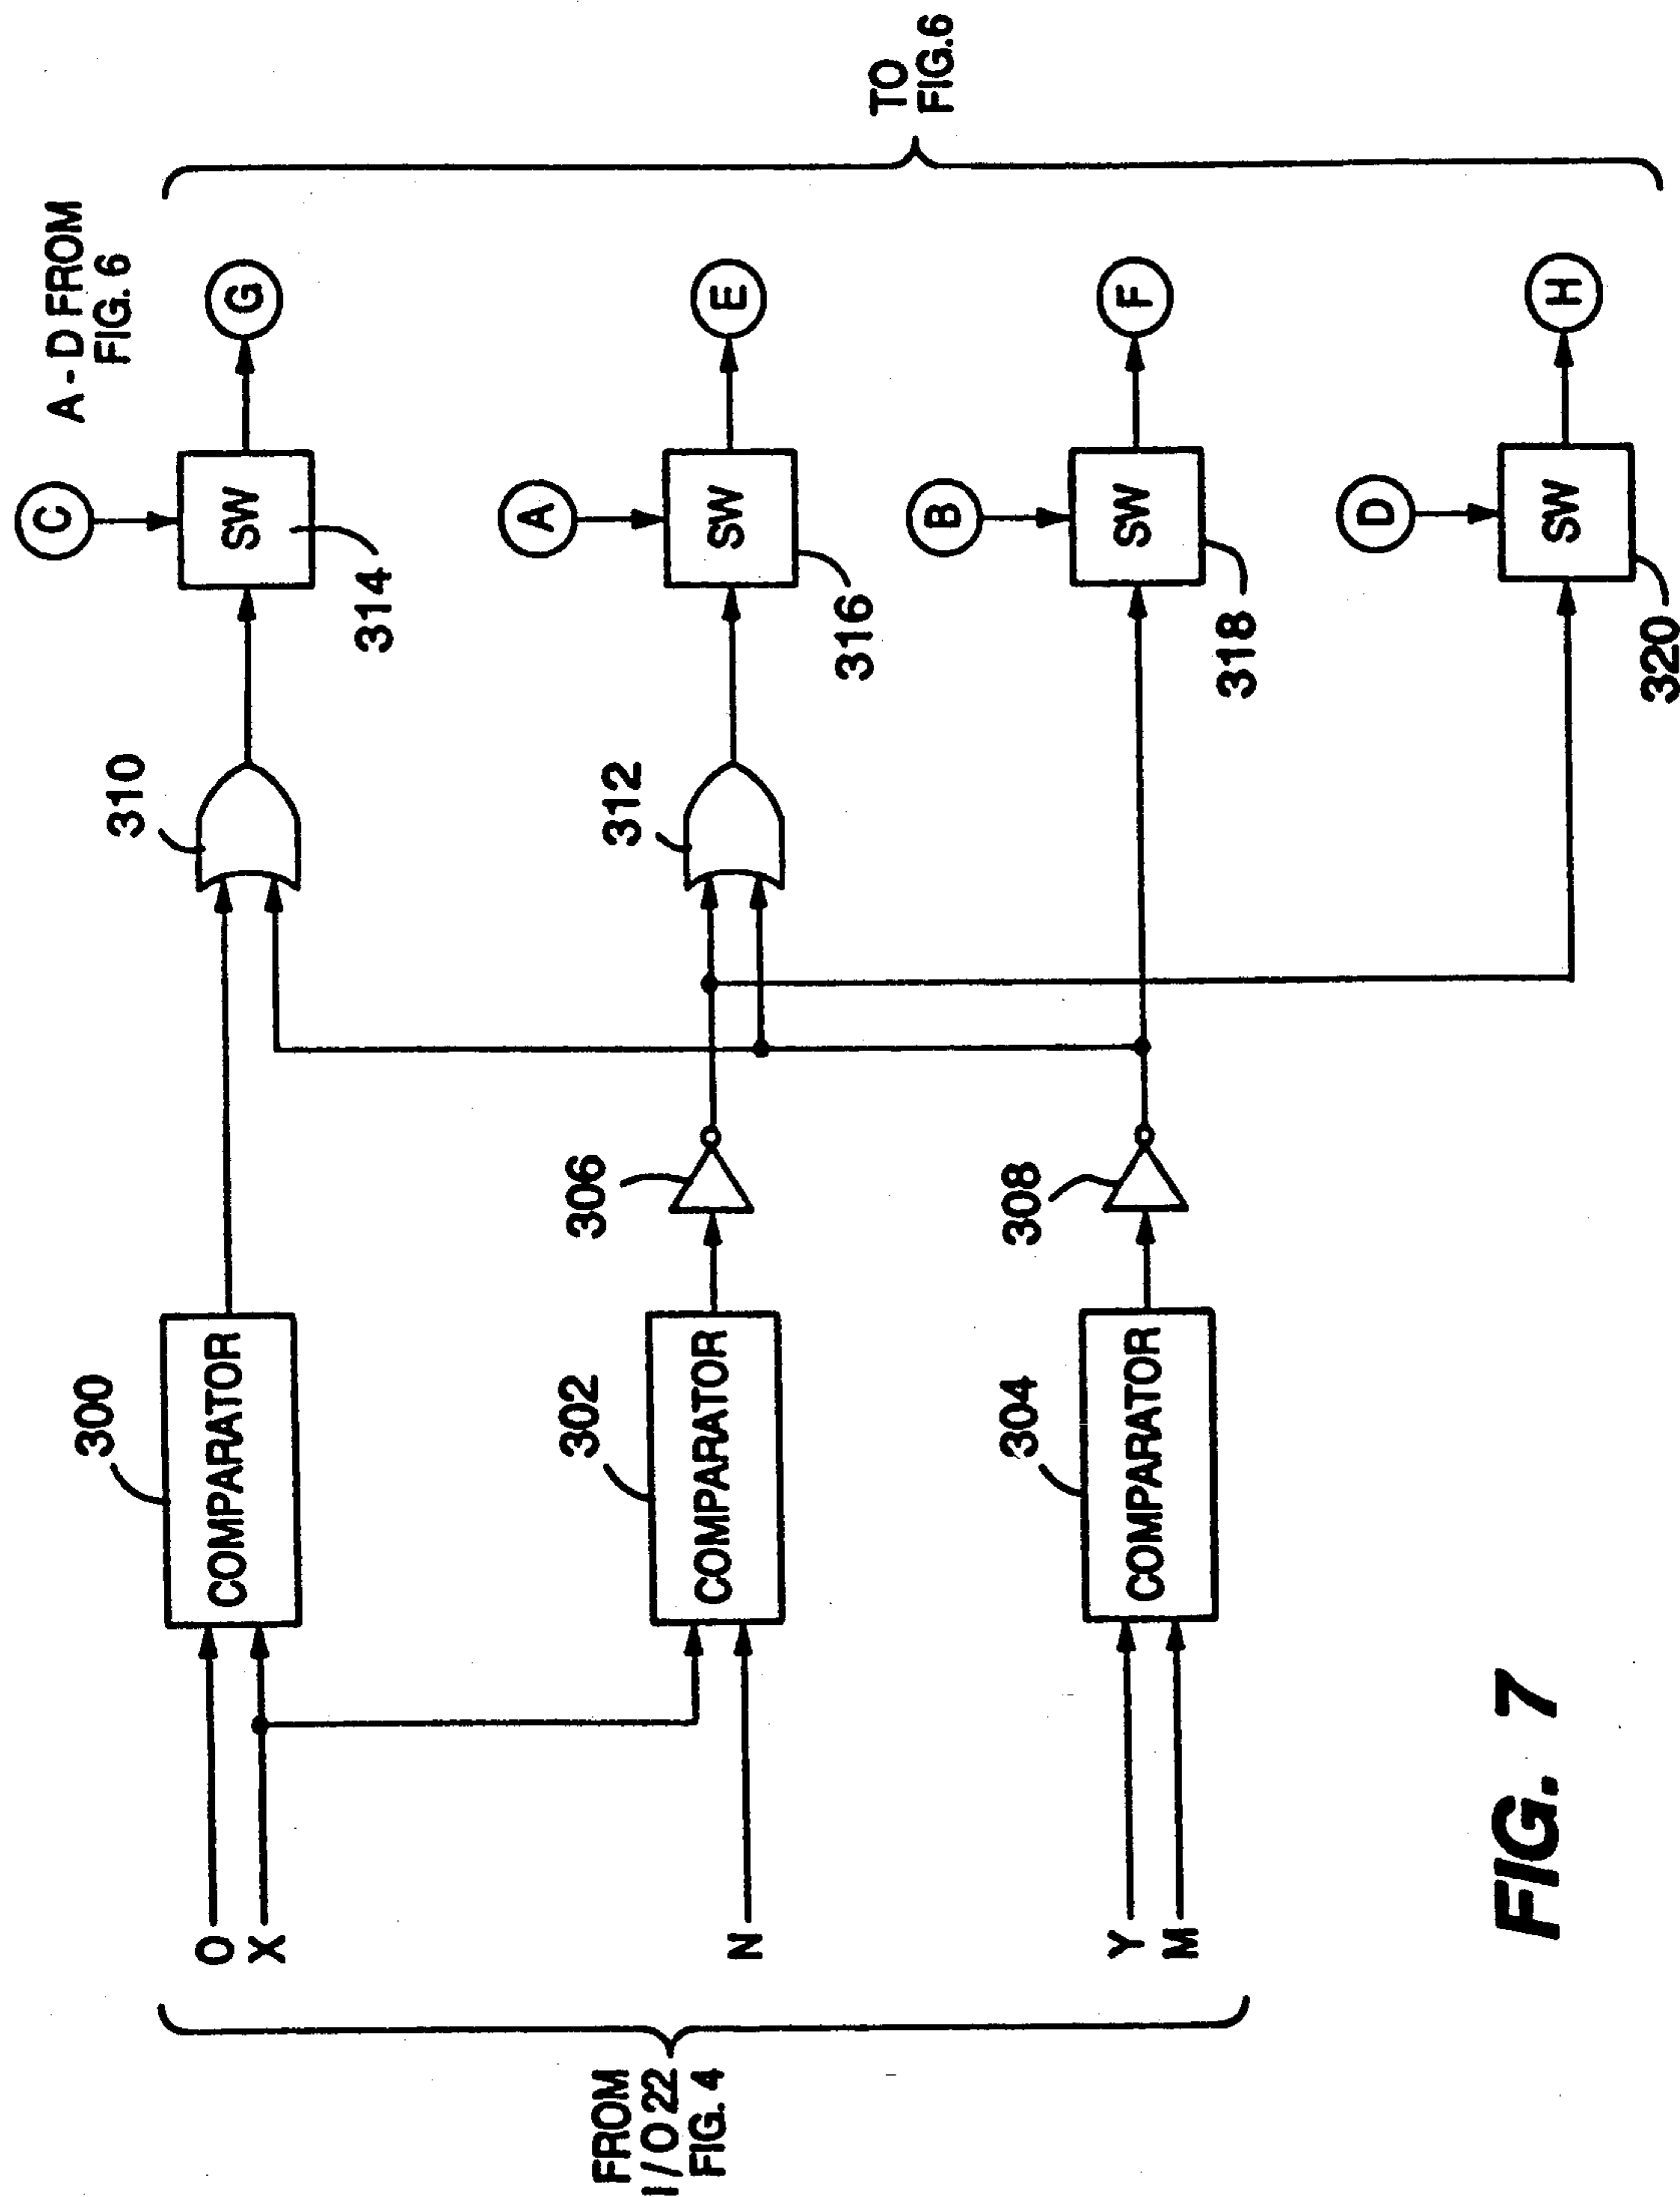 A - D FROM
FIG. 6
C
G
300
COMPARATOR
310
SW
314
O
X
A
E
302
COMPARATOR
306
312
SW
316
N
FROM
I / O 22
FIG. 4
TO
FIG.6
B
F
304
COMPARATOR
308
SW
318
Y
M
D
H
SW
320
FIG. 7